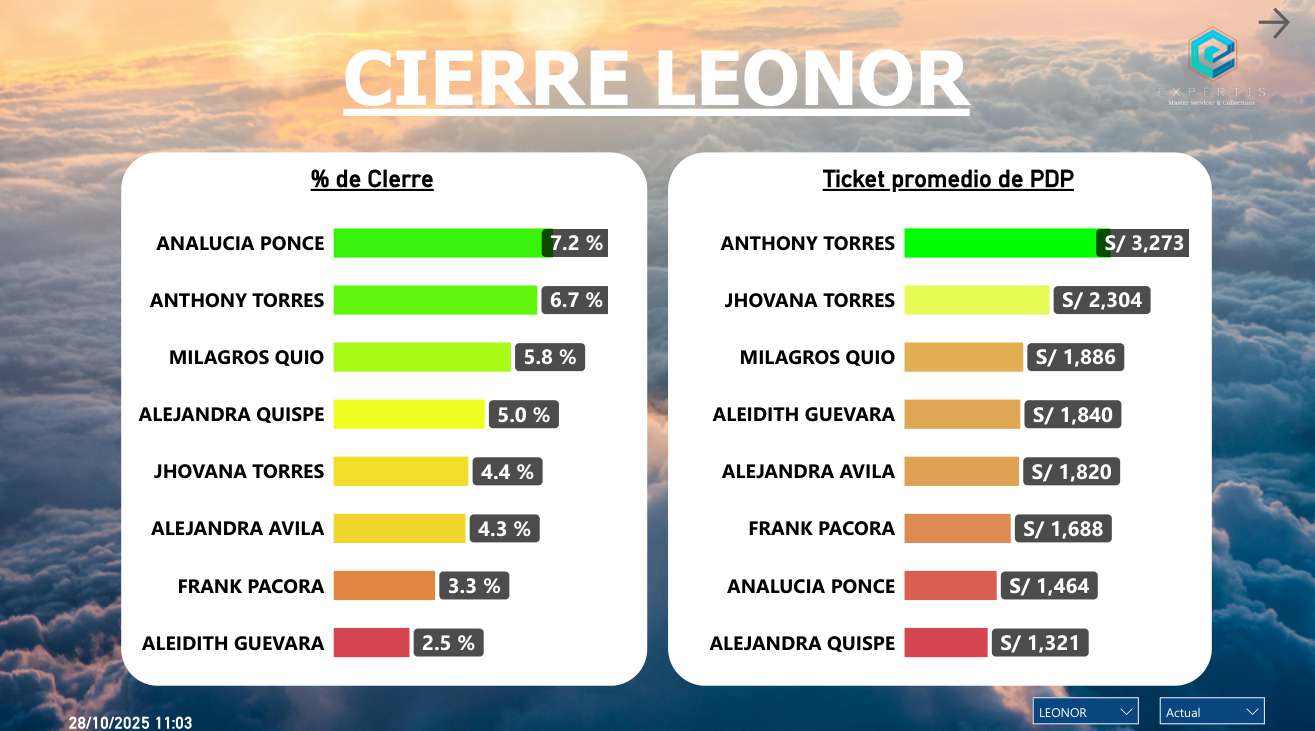 CIERRE LEONOR
EXPERTIS
Master Servicer & Collections
% de Cierre
ANALUCIA PONCE 7.2 %
ANTHONY TORRES 6.7 %
MILAGROS QUIO 5.8 %
ALEJANDRA QUISPE 5.0 %
JHOVANA TORRES 4.4 %
ALEJANDRA AVILA 4.3 %
FRANK PACORA 3.3 %
ALEIDITH GUEVARA 2.5 %
Ticket promedio de PDP
ANTHONY TORRES S/ 3,273
JHOVANA TORRES S/ 2,304
MILAGROS QUIO S/ 1,886
ALEIDITH GUEVARA S/ 1,840
ALEJANDRA AVILA S/ 1,820
FRANK PACORA S/ 1,688
ANALUCIA PONCE S/ 1,464
ALEJANDRA QUISPE S/ 1,321
28/10/2025 11:03
LEONOR
Actual